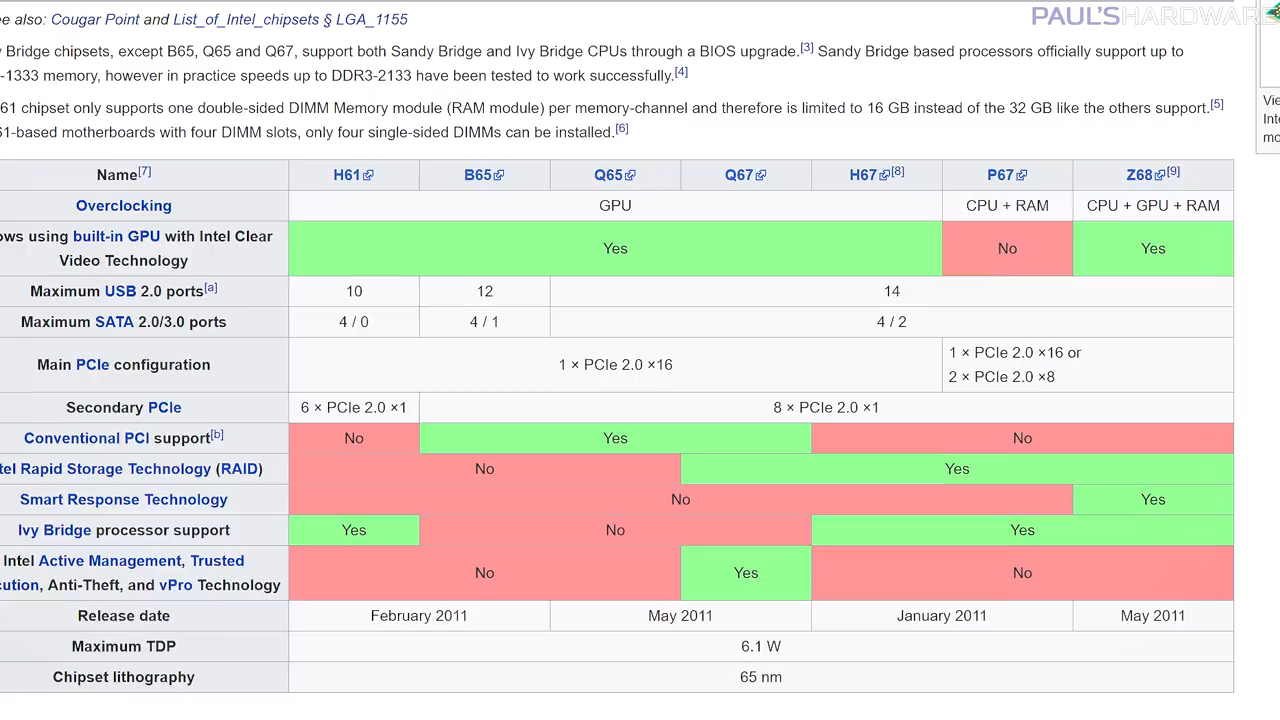 e also: Cougar Point and List_of_Intel_chipsets § LGA_1155
PAUL'SHARDWARE
Bridge chipsets, except B65, Q65 and Q67, support both Sandy Bridge and Ivy Bridge CPUs through a BIOS upgrade.[3] Sandy Bridge based processors officially support up to
-1333 memory, however in practice speeds up to DDR3-2133 have been tested to work successfully.[4]
61 chipset only supports one double-sided DIMM Memory module (RAM module) per memory-channel and therefore is limited to 16 GB instead of the 32 GB like the others support.[5]
61-based motherboards with four DIMM slots, only four single-sided DIMMs can be installed.[6]
Vie
Inte
mo
Name[7] H61 B65 Q65 Q67 H67[8] P67 Z68[9]
Overclocking GPU CPU + RAM CPU + GPU + RAM
ows using built-in GPU with Intel Clear
Video Technology Yes No Yes
Maximum USB 2.0 ports[a] 10 12 14
Maximum SATA 2.0/3.0 ports 4 / 0 4 / 1 4 / 2
Main PCIe configuration 1 × PCIe 2.0 ×16 1 × PCIe 2.0 ×16 or
2 × PCIe 2.0 ×8
Secondary PCIe 6 × PCIe 2.0 ×1 8 × PCIe 2.0 ×1
Conventional PCI support[b] No Yes No
tel Rapid Storage Technology (RAID) No Yes
Smart Response Technology No Yes
Ivy Bridge processor support Yes No Yes
Intel Active Management, Trusted
cution, Anti-Theft, and vPro Technology No Yes No
Release date February 2011 May 2011 January 2011 May 2011
Maximum TDP 6.1 W
Chipset lithography 65 nm